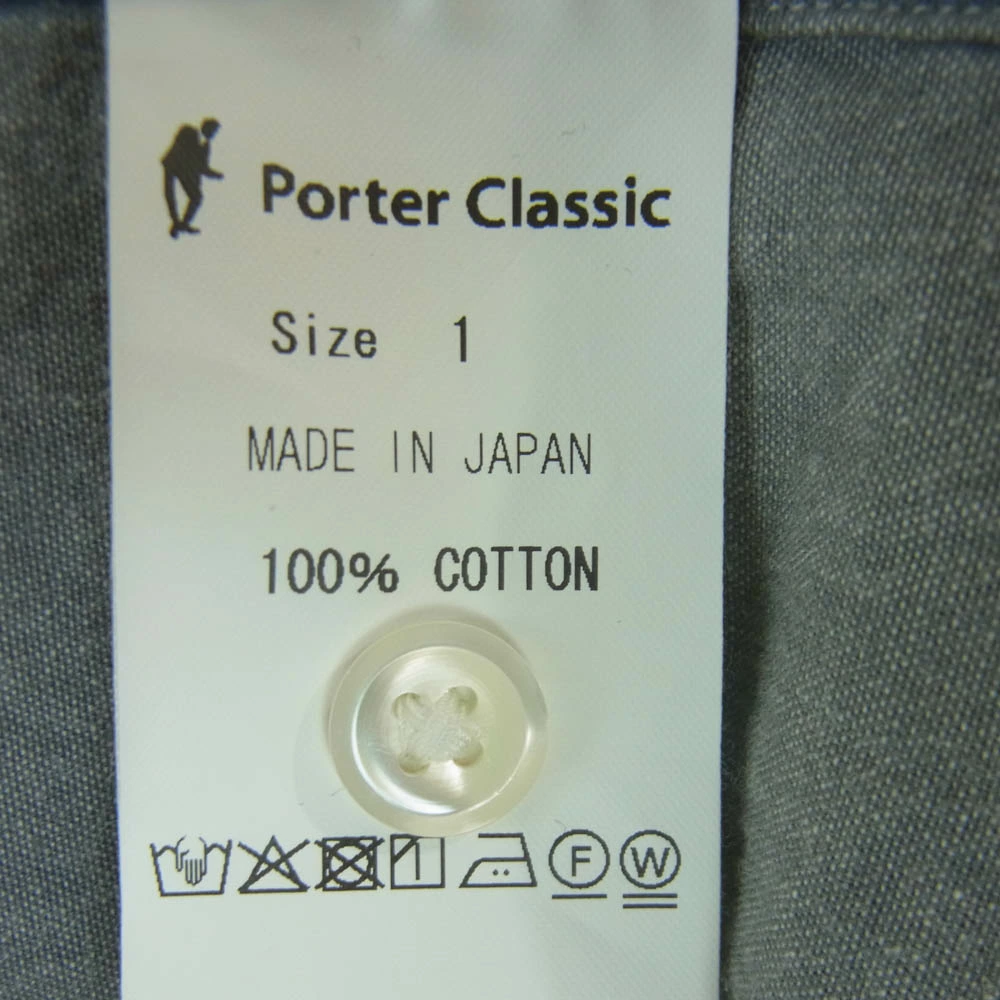 Porter Classic
Size 1
MADE IN JAPAN
100% COTTON
F W